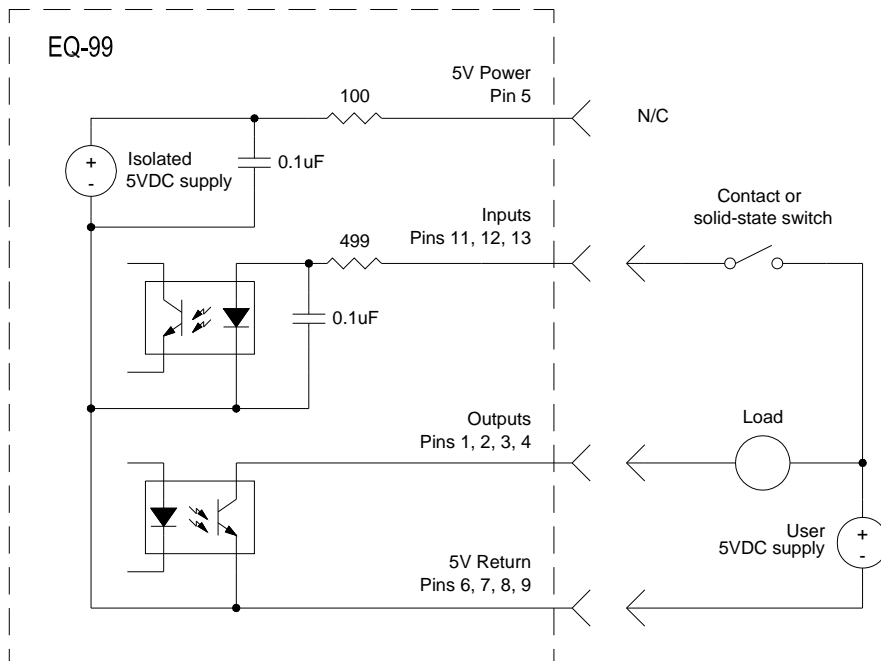 EQ-99
5V Power
Pin 5
100
N/C
+
-
Isolated
5VDC supply
0.1uF
Contact or
solid-state switch
Inputs
Pins 11, 12, 13
499
0.1uF
Outputs
Pins 1, 2, 3, 4
Load
User
5VDC supply
+
-
5V Return
Pins 6, 7, 8, 9